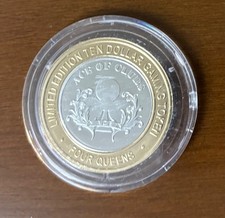 LIMITED EDITION TEN DOLLAR GAMING TOKEN
ACE OF CLUBS
FOUR QUEENS